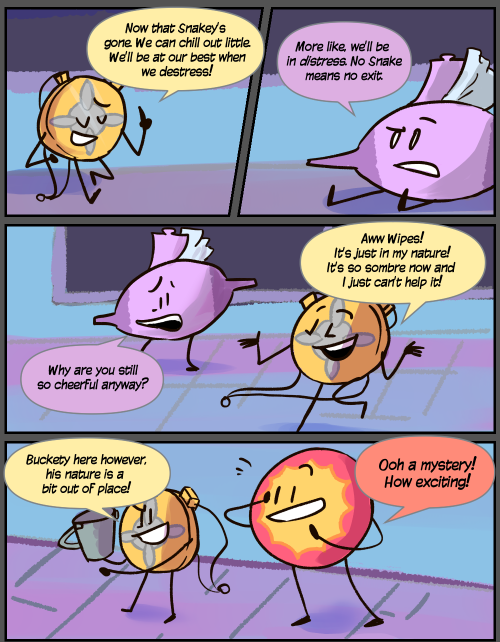 Now that Snakey's
gone. We can chill out little.
We'll be at our best when
we destress!
More like, we'll be
in distress. No Snake
means no exit.
Aww Wipes!
It's just in my nature!
It's so sombre now and
I just can't help it!
Why are you still
so cheerful anyway?
Buckety here however,
his nature is a
bit out of place!
Ooh a mystery!
How exciting!